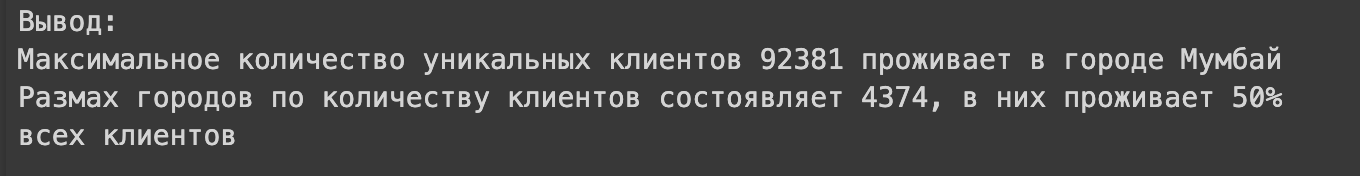 Вывод:
Максимальное количество уникальных клиентов 92381 проживает в городе Мумбай
Размах городов по количеству клиентов состоявляет 4374, в них проживает 50%
всех клиентов